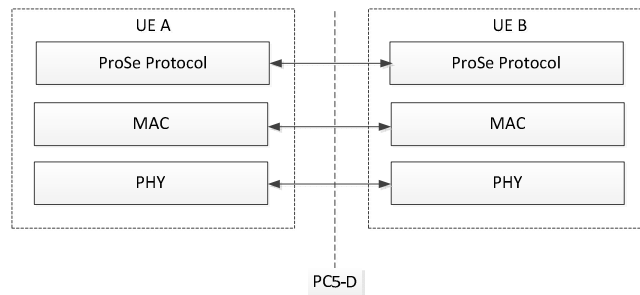 UE A
UE B
ProSe Protocol
ProSe Protocol
MAC
MAC
PHY
PHY
PC5-D